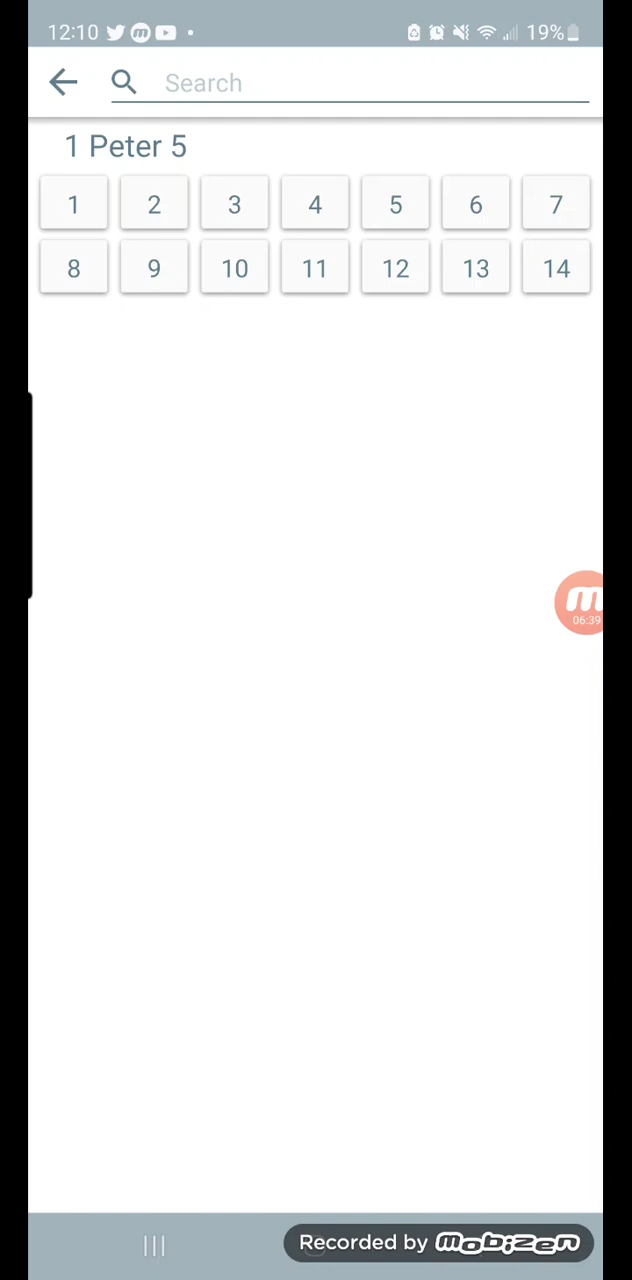 12:10 19%
Search
1 Peter 5
1 2 3 4 5 6 7
8 9 10 11 12 13 14
m
06:39
Recorded by mobizen